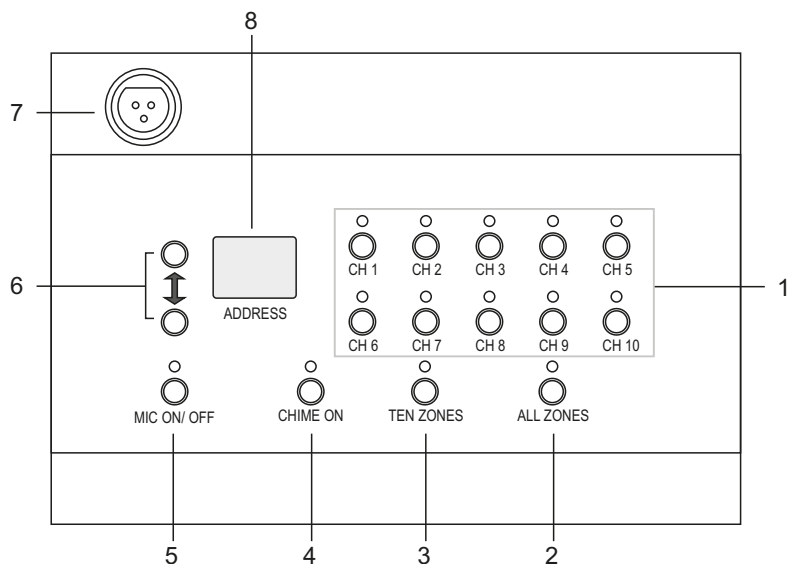 8
7
CH 1 CH 2 CH 3 CH 4 CH 5
6
1
ADDRESS
CH 6 CH 7 CH 8 CH 9 CH 10
MIC ON/ OFF CHIME ON TEN ZONES ALL ZONES
5 4 3 2